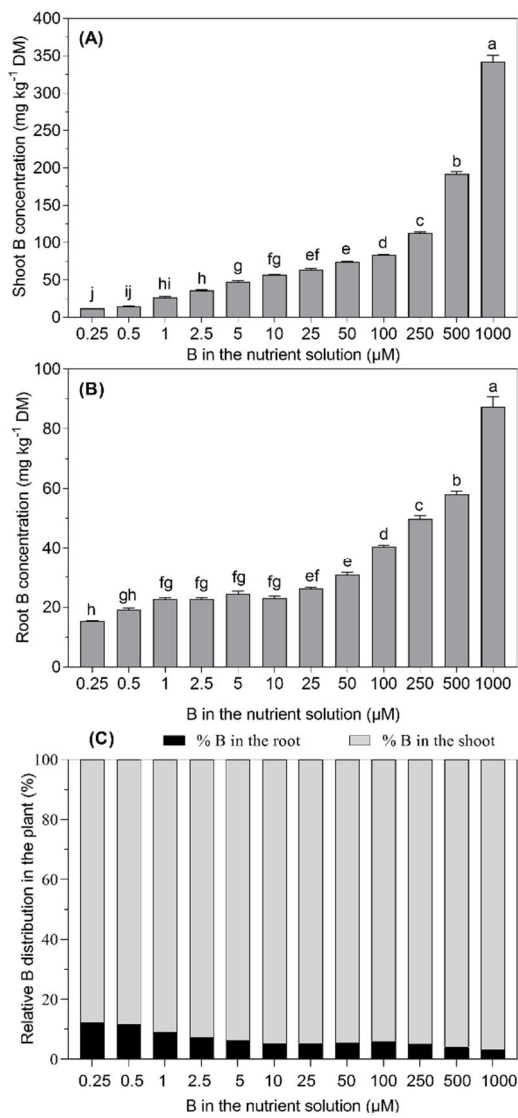 (A)
Shoot B concentration (mg kg⁻¹ DM)
400
350
300
250
200
150
100
50
0
j ij hi h g fg ef e d c b a
0.25 0.5 1 2.5 5 10 25 50 100 250 500 1000
B in the nutrient solution (µM)
(B)
Root B concentration (mg kg⁻¹ DM)
100
80
60
40
20
0
h gh fg fg fg fg ef e d c b a
0.25 0.5 1 2.5 5 10 25 50 100 250 500 1000
B in the nutrient solution (µM)
(C) % B in the root % B in the shoot
Relative B distribution in the plant (%)
100
80
60
40
20
0
0.25 0.5 1 2.5 5 10 25 50 100 250 500 1000
B in the nutrient solution (µM)